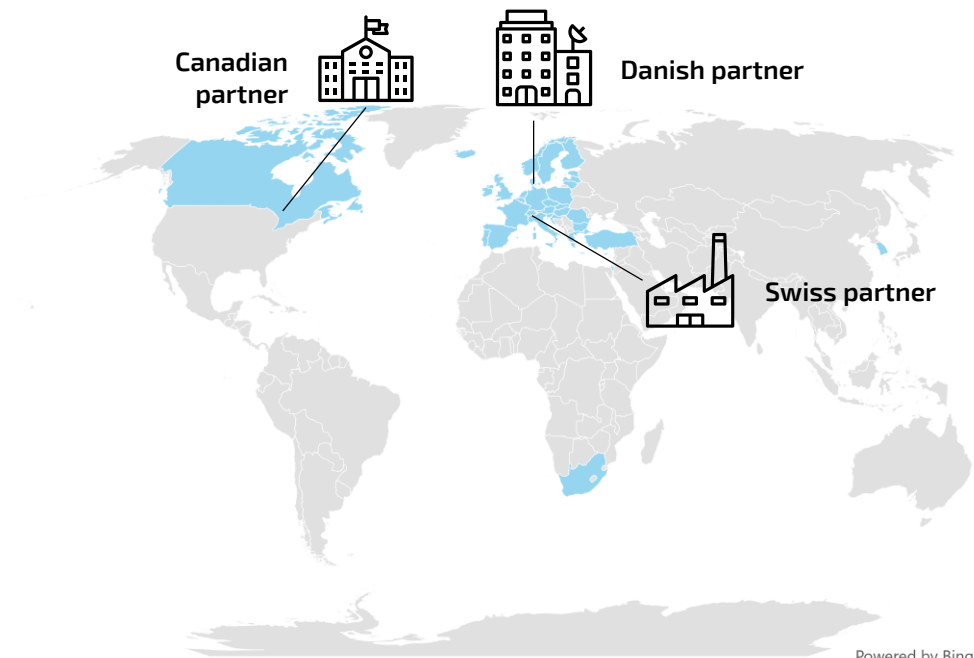 Canadian
partner
Danish partner
Swiss partner
Powered by Bing